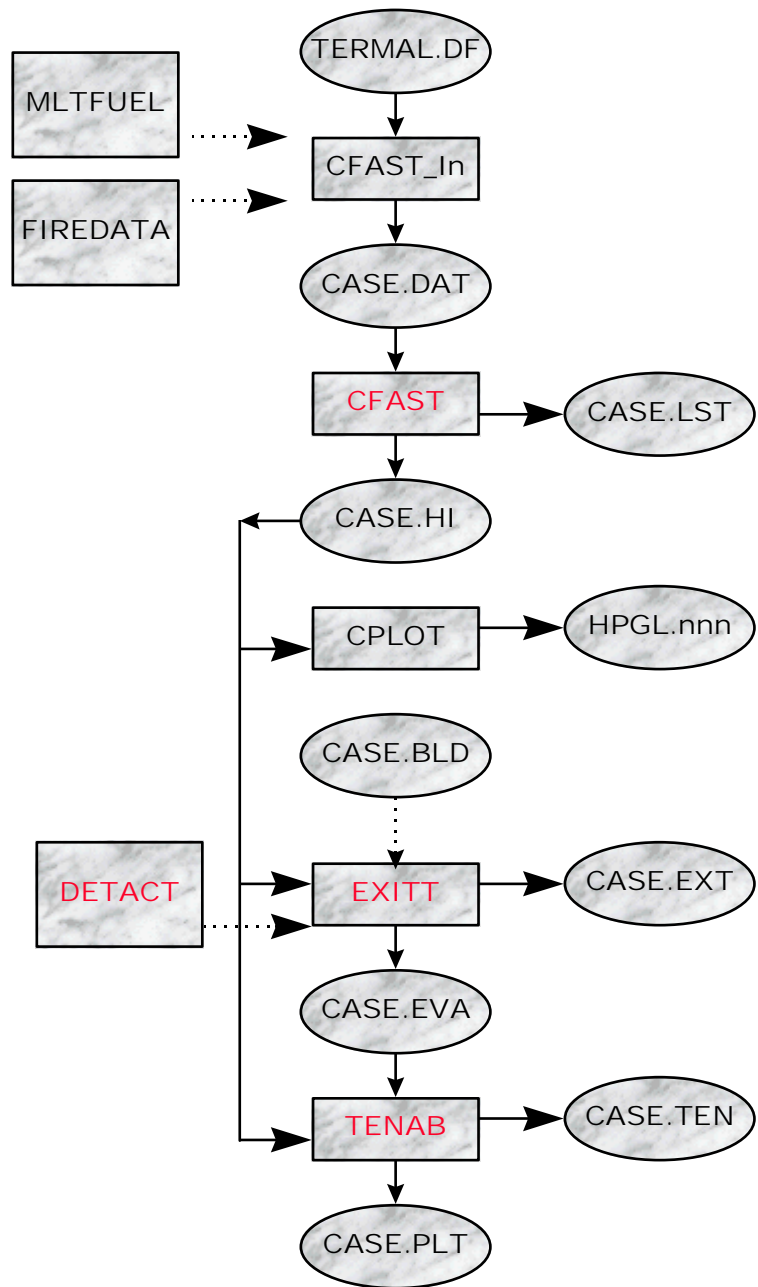 TERMAL.DF
MLTFUEL
CFAST_In
FIREDATA
CASE.DAT
CFAST
CASE.LST
CASE.HI
CPLOT
HPGL.nnn
CASE.BLD
DETACT
EXITT
CASE.EXT
CASE.EVA
TENAB
CASE.TEN
CASE.PLT